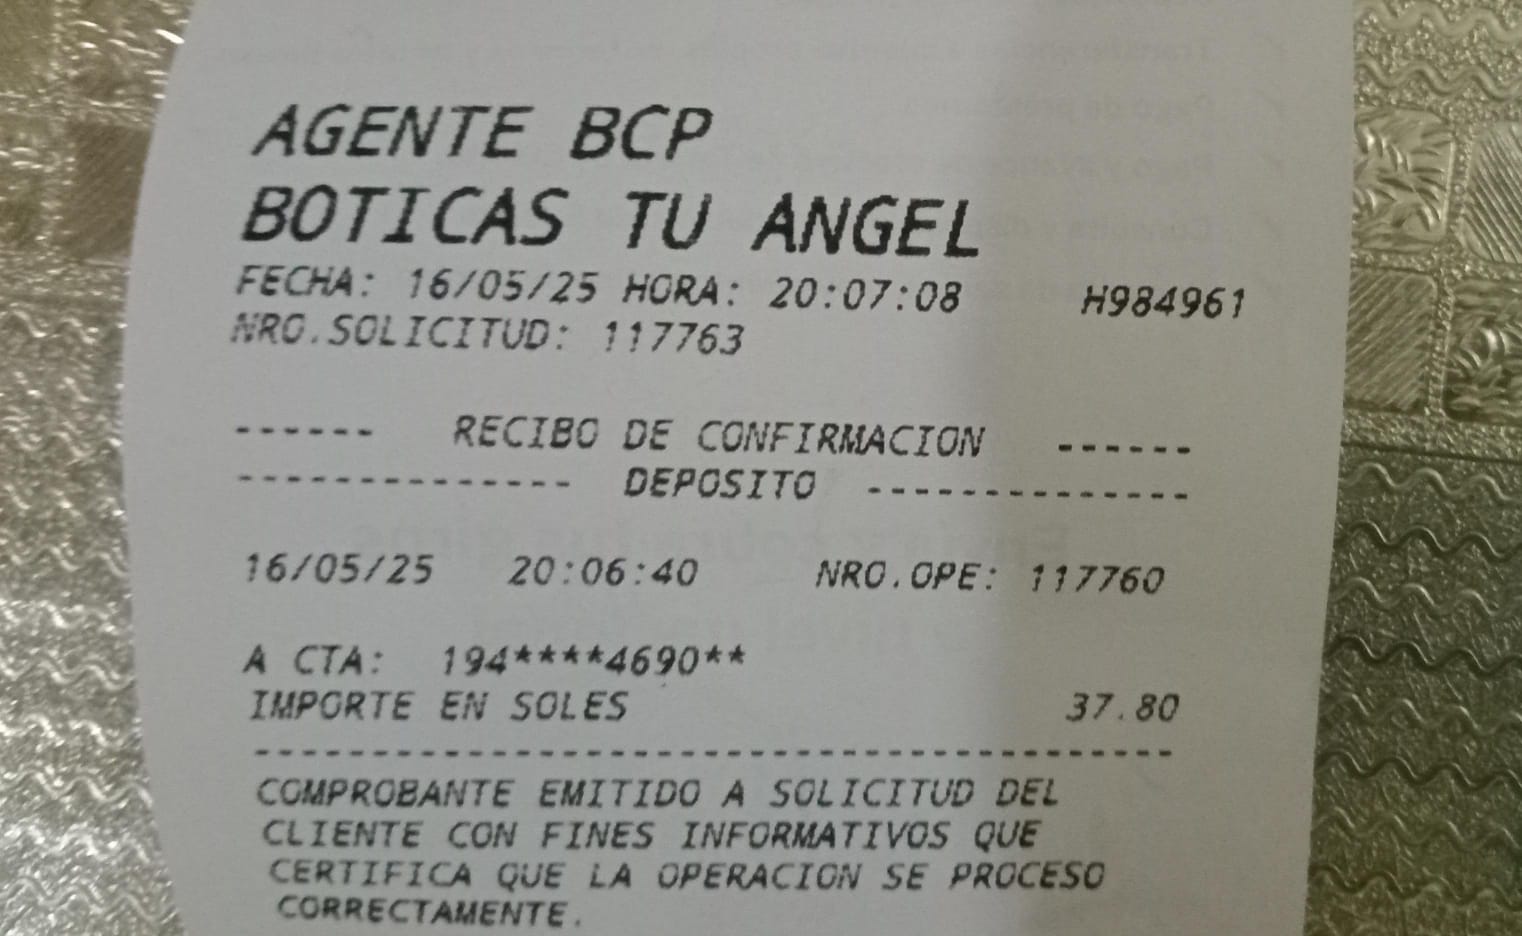 AGENTE BCP
BOTICAS TU ANGEL
FECHA: 16/05/25 HORA: 20:07:08 H984961
NRO.SOLICITUD: 117763
------ RECIBO DE CONFIRMACION ------
-------------- DEPOSITO --------------
16/05/25 20:06:40 NRO.OPE: 117760
A CTA: 194****4690**
IMPORTE EN SOLES 37.80
----------------------------------------
COMPROBANTE EMITIDO A SOLICITUD DEL
CLIENTE CON FINES INFORMATIVOS QUE
CERTIFICA QUE LA OPERACION SE PROCESO
CORRECTAMENTE.